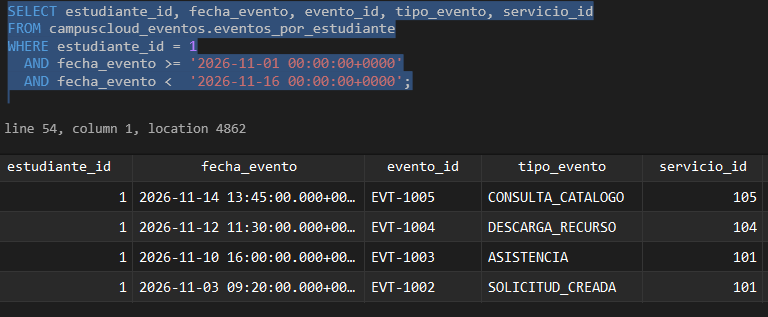 SELECT estudiante_id, fecha_evento, evento_id, tipo_evento, servicio_id
FROM campuscloud_eventos.eventos_por_estudiante
WHERE estudiante_id = 1
  AND fecha_evento >= '2026-11-01 00:00:00+0000'
  AND fecha_evento <  '2026-11-16 00:00:00+0000';
line 54, column 1, location 4862
estudiante_id fecha_evento evento_id tipo_evento servicio_id
1 2026-11-14 13:45:00.000+00… EVT-1005 CONSULTA_CATALOGO 105
1 2026-11-12 11:30:00.000+00… EVT-1004 DESCARGA_RECURSO 104
1 2026-11-10 16:00:00.000+00… EVT-1003 ASISTENCIA 101
1 2026-11-03 09:20:00.000+00… EVT-1002 SOLICITUD_CREADA 101